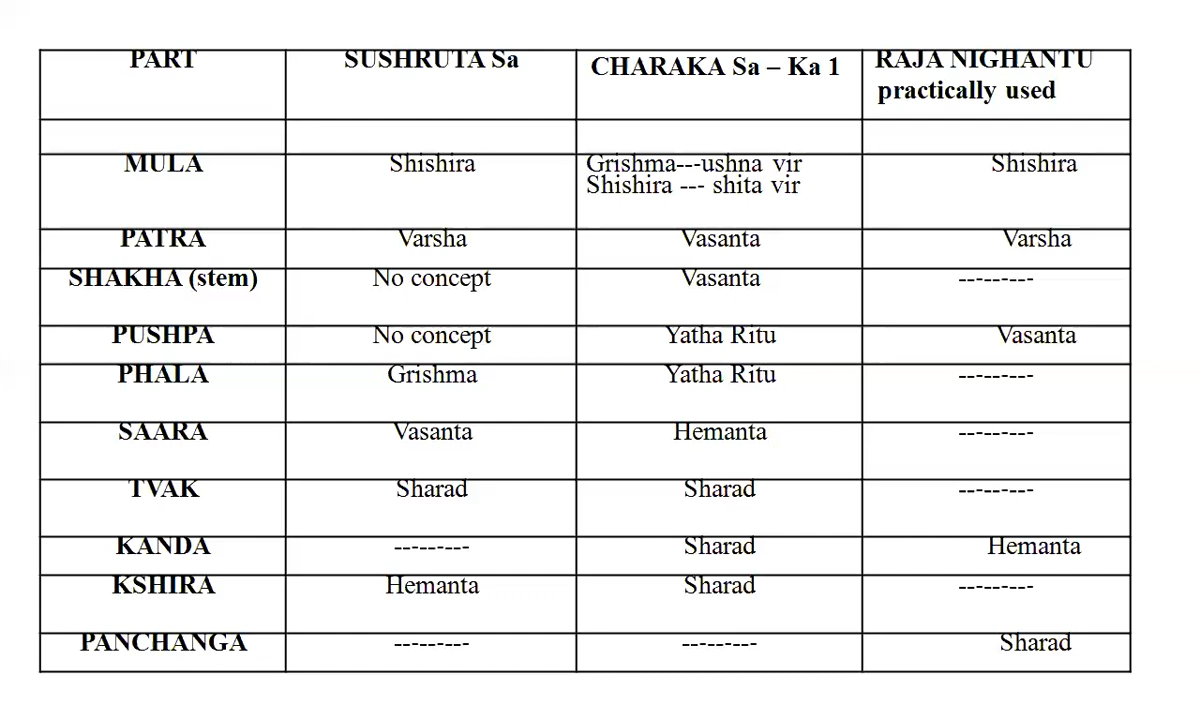 PART SUSHRUTA Sa CHARAKA Sa – Ka 1 RAJA NIGHANTU
practically used
MULA Shishira Grishma---ushna vir Shishira
Shishira --- shita vir
PATRA Varsha Vasanta Varsha
SHAKHA (stem) No concept Vasanta ---------
PUSHPA No concept Yatha Ritu Vasanta
PHALA Grishma Yatha Ritu ---------
SAARA Vasanta Hemanta ---------
TVAK Sharad Sharad ---------
KANDA --------- Sharad Hemanta
KSHIRA Hemanta Sharad ---------
PANCHANGA --------- --------- Sharad